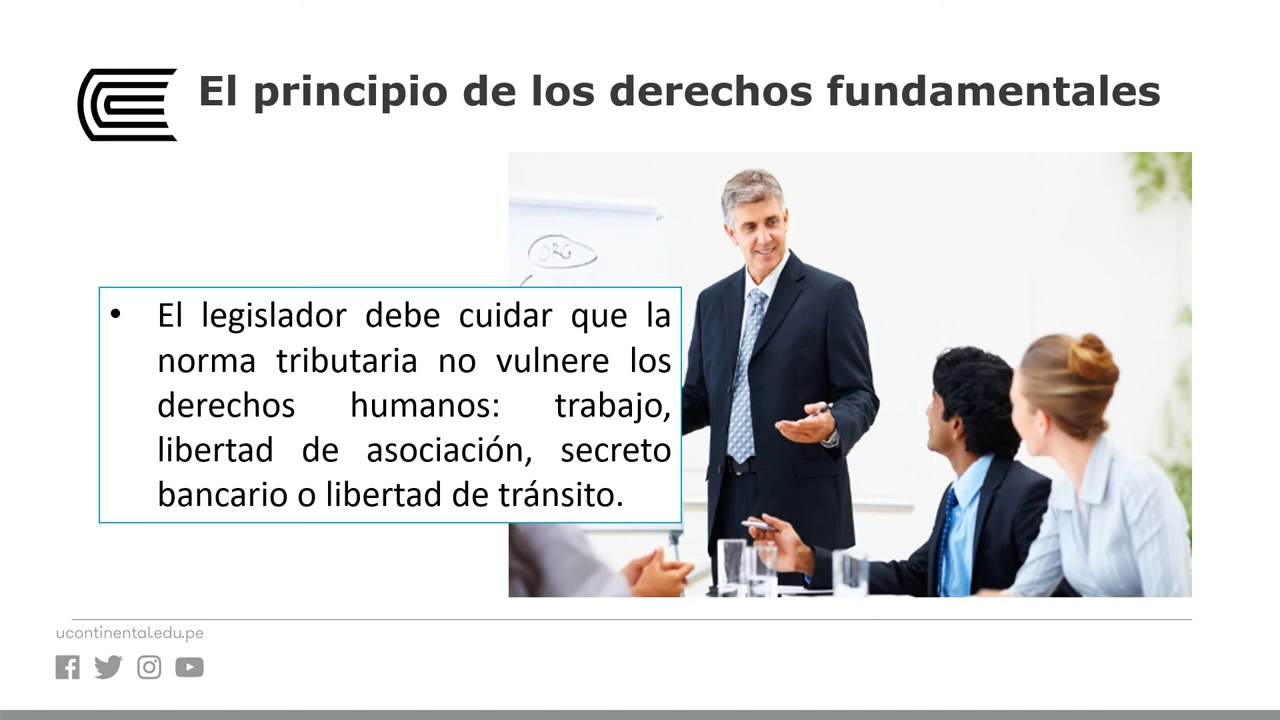 El principio de los derechos fundamentales
ORG
• El legislador debe cuidar que la
norma tributaria no vulnere los
derechos humanos: trabajo,
libertad de asociación, secreto
bancario o libertad de tránsito.
ucontinental.edu.pe